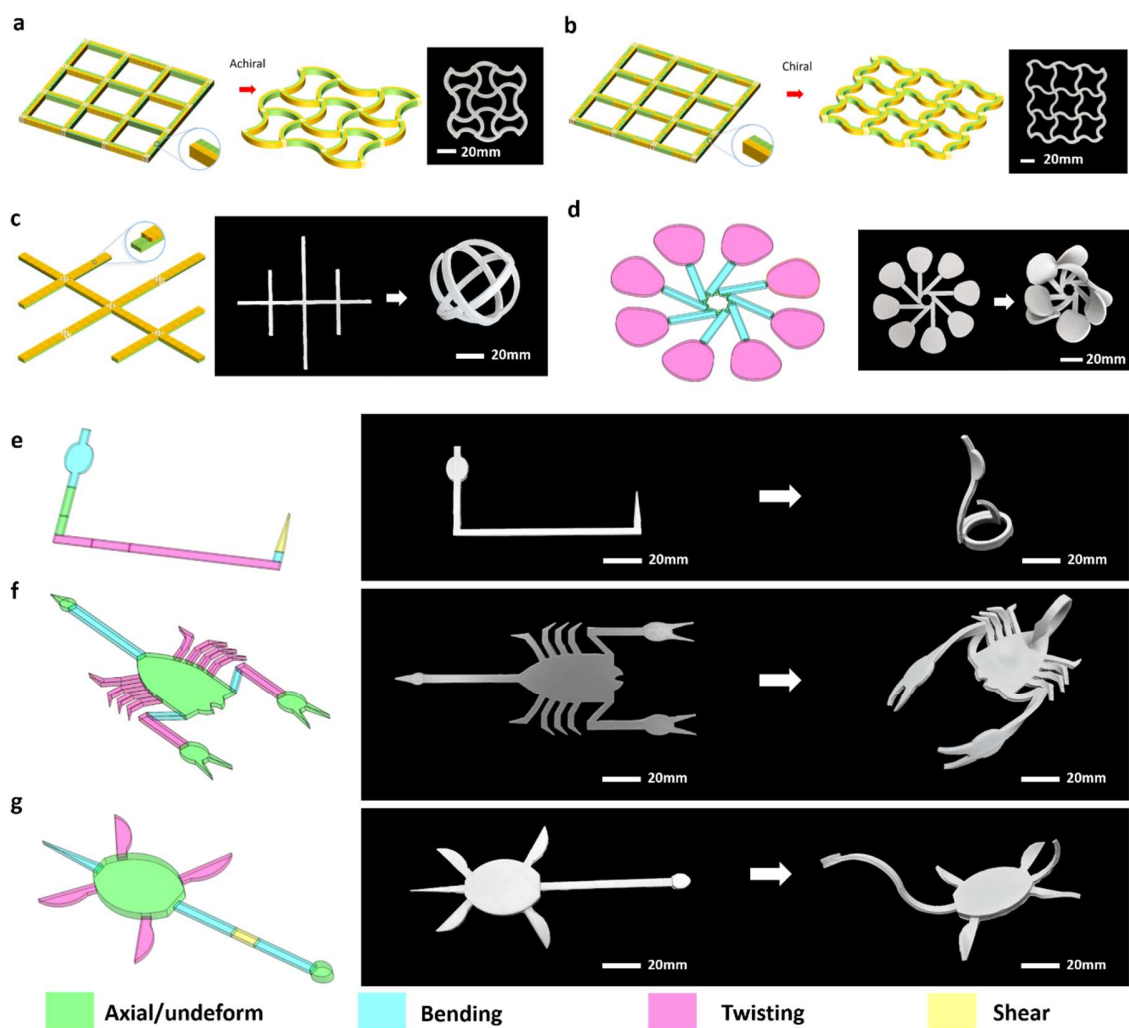 a
Achiral
20mm
b
Chiral
20mm
c
20mm
d
20mm
e
20mm
20mm
f
20mm
20mm
g
20mm
20mm
Axial/undeform
Bending
Twisting
Shear